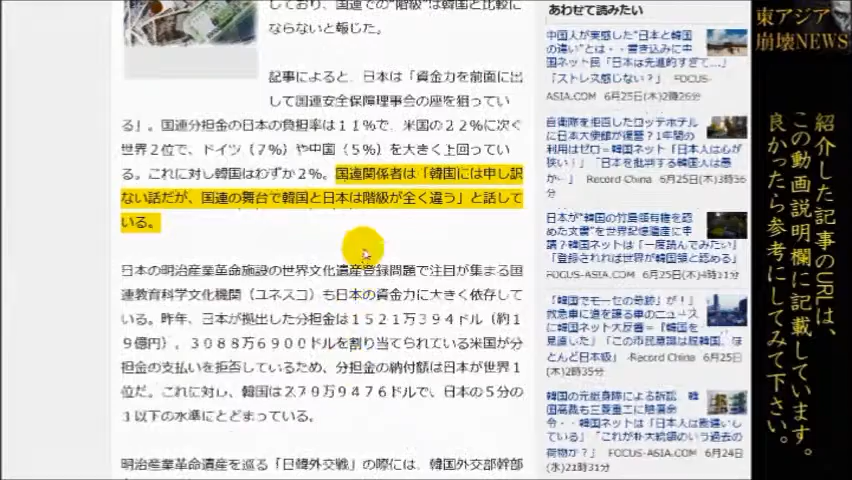 しており、国連での"階級"は韓国と比較に
ならないと報じた。
記事によると、日本は「資金力を前面に出
して国連安全保障理事会の座を狙ってい
る」。国連分担金の日本の負担率は11%で、米国の22%に次ぐ
世界2位で、ドイツ(7%)や中国(5%)を大きく上回ってい
る。これに対し韓国はわずか2%。国連関係者は「韓国には申し訳
ない話だが、国連の舞台で韓国と日本は階級が全く違う」と話して
いる。
日本の明治産業革命施設の世界文化遺産登録問題で注目が集まる国
連教育科学文化機関(ユネスコ)も日本の資金力に大きく依存して
いる。昨年、日本が拠出した分担金は1521万394ドル(約1
9億円)。3088万6900ドルを割り当てられている米国が分
担金の支払いを拒否しているため、分担金の納付額は日本が世界1
位だ。これに対し、韓国は279万9476ドルで、日本の5分の
1以下の水準にとどまっている。
明治産業革命遺産を巡る「日韓外交戦」の際には、韓国外交部幹部
あわせて読みたい
中国人が実感した"日本と韓国
の違い"とは・・書き込みに中
国ネット民「日本は先進的すぎて…」
「ストレス感じない?」 FOCUS-
ASIA.COM 6月25日(木)2時26分
自衛隊を拒否したロッテホテル
に日本大使館が復讐?1年間の
利用はゼロ=韓国ネット「日本人は心が
狭い!」「日本を批判する韓国人は愚
か…」 Record China 6月25日(木)3時56
分
日本が"韓国の竹島領有権を認
めた文書"を世界記憶遺産に申
請?韓国ネットは「一度読んでみたい」
「登録されれば世界が韓国領と認める」
FOCUS-ASIA.COM 6月25日(木)4時11分
「韓国でモーセの奇跡」が!
救急車に道を譲る車のニュース
に韓国ネット大反響=「韓国を
見直した」「この市民意識は脱韓国、ほ
とんど日本級」 -Record China 6月25日
(木)2時35分
韓国の元挺身隊による訴訟、韓
国高裁も三菱重工に賠償命
令・・韓国ネットは「日本人は勘違いし
ている」「これが朴大統領のいう過去の
荷物か?」 FOCUS-ASIA.COM 6月24日
(水)21時31分
東アジア
崩壊NEWS
紹介した記事のURLは、
この動画説明欄に記載しています。
良かったら参考にしてみて下さい。